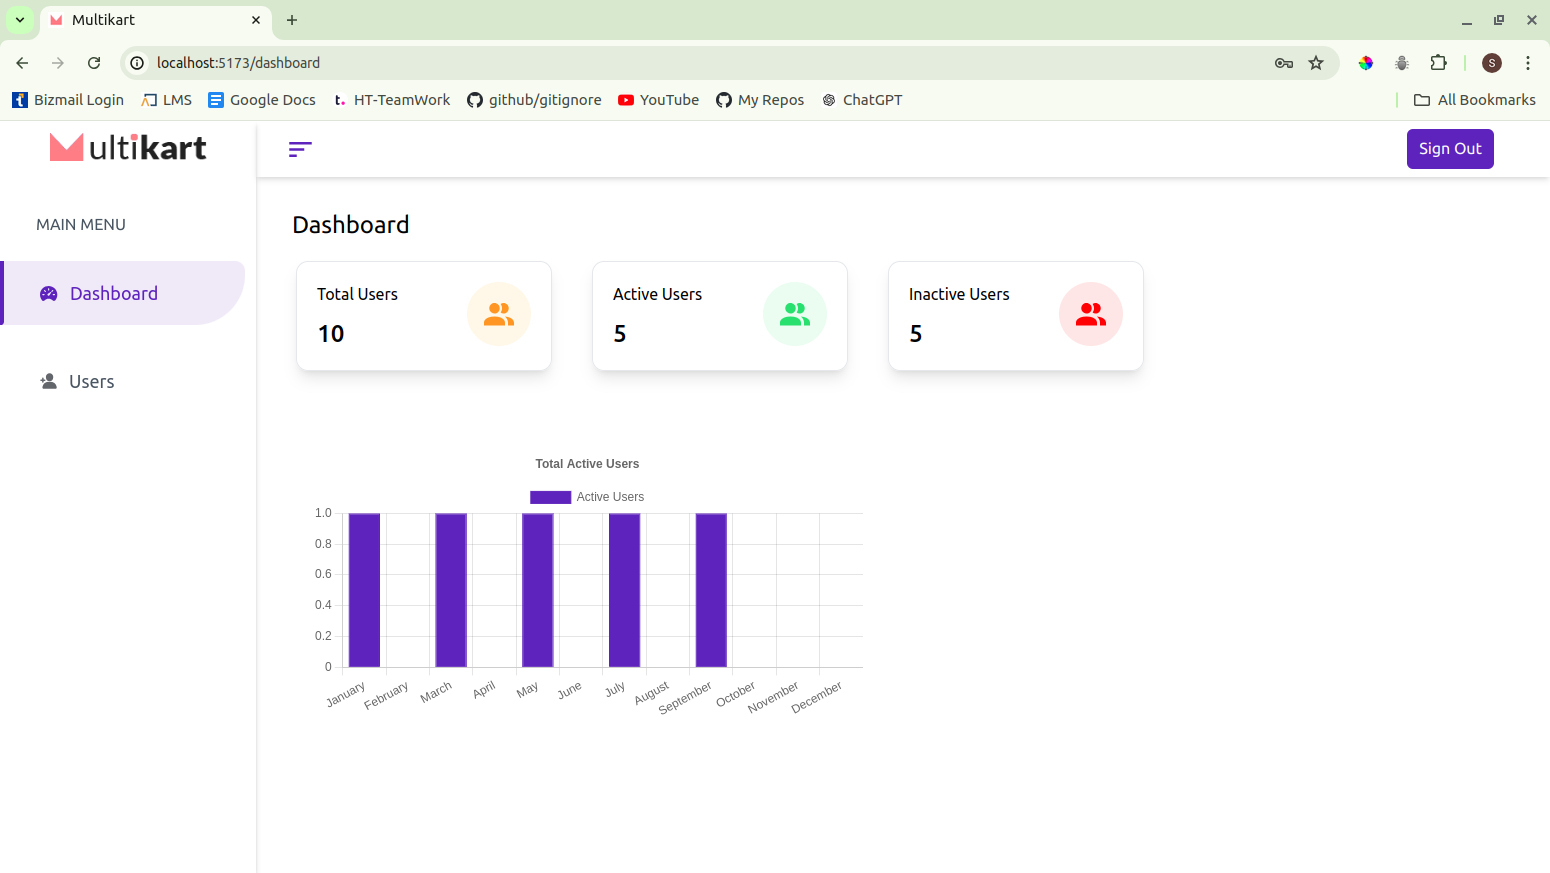 Multikart
localhost:5173/dashboard
S
Bizmail Login LMS Google Docs HT-TeamWork github/gitignore YouTube My Repos ChatGPT All Bookmarks
ultikart
Sign Out
MAIN MENU
Dashboard
Users
Dashboard
Total Users
10
Active Users
5
Inactive Users
5
Total Active Users
Active Users
1.0
0.8
0.6
0.4
0.2
0
January February March April May June July August September October November December